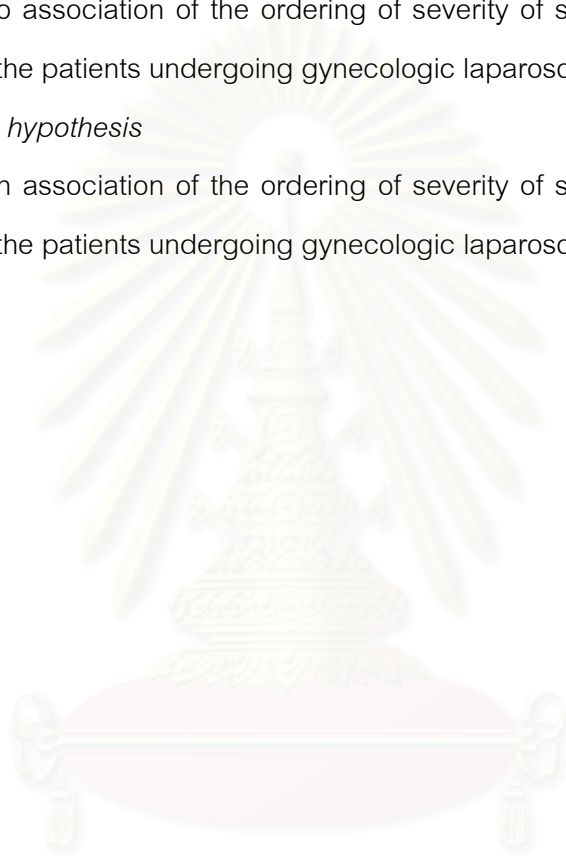 o association of the ordering of severity of s
the patients undergoing gynecologic laparosc
hypothesis
n association of the ordering of severity of s
the patients undergoing gynecologic laparosc